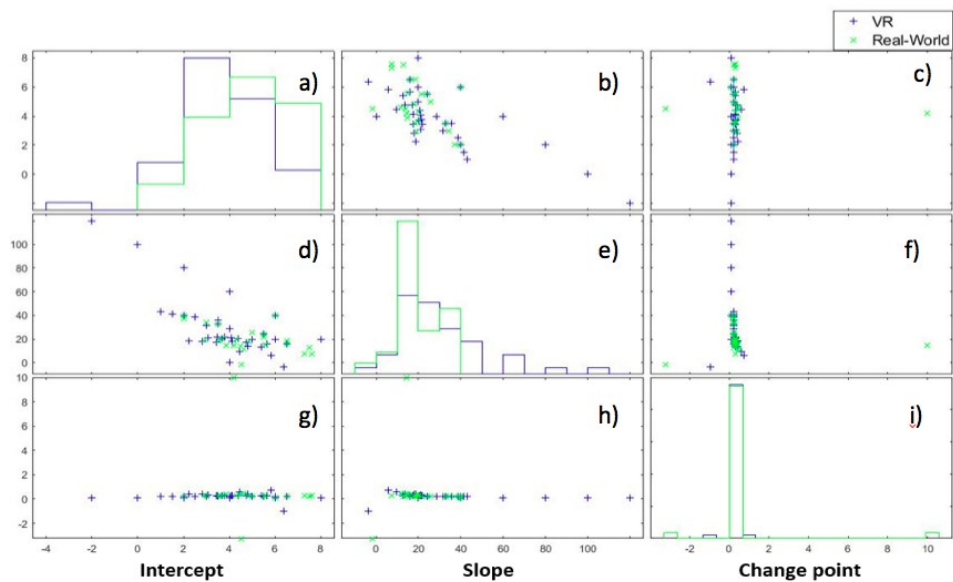 VR
Real-World
8
6
4
2
0
a)
b)
c)
100
80
60
40
20
0
d)
e)
f)
10
8
6
4
2
0
-2
g)
h)
i)
-4 -2 0 2 4 6 8 0 20 40 60 80 100 -2 0 2 4 6 8 10
Intercept Slope Change point